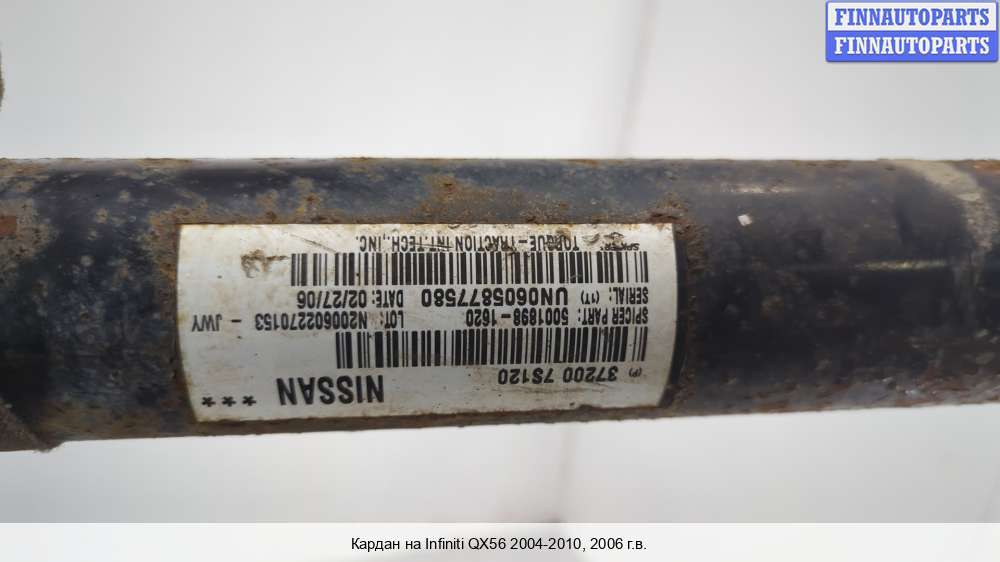 FINNAUTOPARTS
FINNAUTOPARTS
NISSAN ***
(P) 37200 7S120
SPICER PART: 5001898-1620 LOT: N200602270153 - JWY
SERIAL: (1T) UN0605877580 DATE: 02/27/06
SPICER TORQUE-TRACTION INT.TECH.,INC.
Кардан на Infiniti QX56 2004-2010, 2006 г.в.